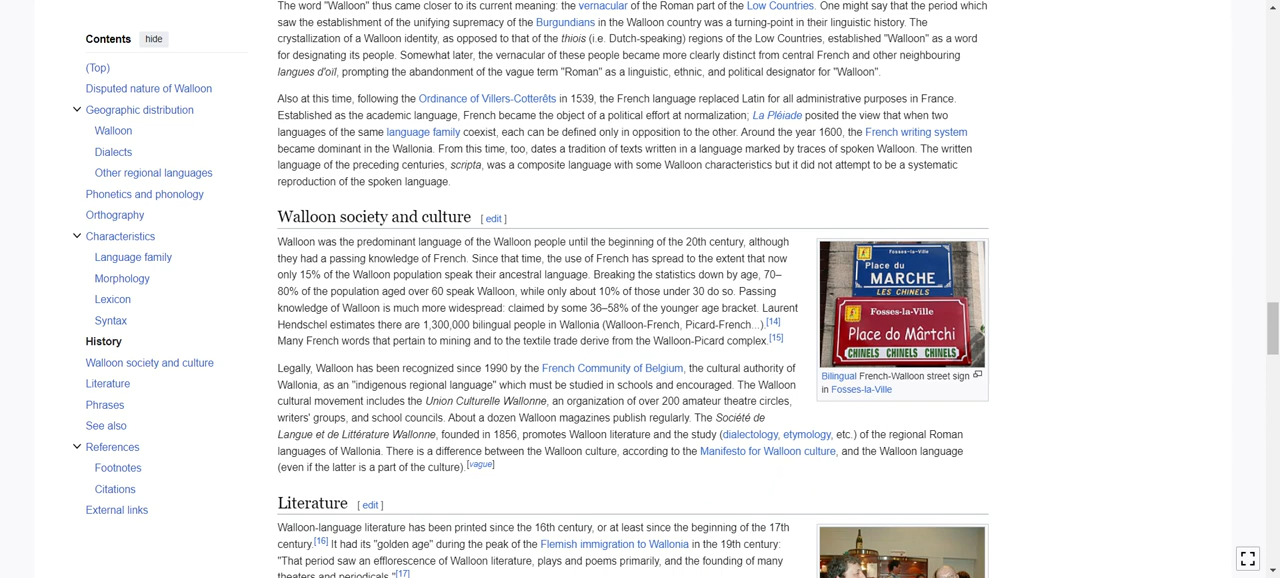 The word "Walloon" thus came closer to its current meaning: the vernacular of the Roman part of the Low Countries. One might say that the period which
saw the establishment of the unifying supremacy of the Burgundians in the Walloon country was a turning-point in their linguistic history. The
crystallization of a Walloon identity, as opposed to that of the thiois (i.e. Dutch-speaking) regions of the Low Countries, established "Walloon" as a word
for designating its people. Somewhat later, the vernacular of these people became more clearly distinct from central French and other neighbouring
langues d'oïl, prompting the abandonment of the vague term "Roman" as a linguistic, ethnic, and political designator for "Walloon".
Also at this time, following the Ordinance of Villers-Cotterêts in 1539, the French language replaced Latin for all administrative purposes in France.
Established as the academic language, French became the object of a political effort at normalization; La Pléiade posited the view that when two
languages of the same language family coexist, each can be defined only in opposition to the other. Around the year 1600, the French writing system
became dominant in the Wallonia. From this time, too, dates a tradition of texts written in a language marked by traces of spoken Walloon. The written
language of the preceding centuries, scripta, was a composite language with some Walloon characteristics but it did not attempt to be a systematic
reproduction of the spoken language.
Contents hide
(Top)
Disputed nature of Walloon
Geographic distribution
Walloon
Dialects
Other regional languages
Phonetics and phonology
Orthography
Characteristics
Language family
Morphology
Lexicon
Syntax
History
Walloon society and culture
Literature
Phrases
See also
References
Footnotes
Citations
External links
Walloon society and culture [ edit ]
Walloon was the predominant language of the Walloon people until the beginning of the 20th century, although
they had a passing knowledge of French. Since that time, the use of French has spread to the extent that now
only 15% of the Walloon population speak their ancestral language. Breaking the statistics down by age, 70–
80% of the population aged over 60 speak Walloon, while only about 10% of those under 30 do so. Passing
knowledge of Walloon is much more widespread: claimed by some 36–58% of the younger age bracket. Laurent
Hendschel estimates there are 1,300,000 bilingual people in Wallonia (Walloon-French, Picard-French...).[14]
Many French words that pertain to mining and to the textile trade derive from the Walloon-Picard complex.[15]
Legally, Walloon has been recognized since 1990 by the French Community of Belgium, the cultural authority of
Wallonia, as an "indigenous regional language" which must be studied in schools and encouraged. The Walloon
cultural movement includes the Union Culturelle Wallonne, an organization of over 200 amateur theatre circles,
writers' groups, and school councils. About a dozen Walloon magazines publish regularly. The Société de
Langue et de Littérature Wallonne, founded in 1856, promotes Walloon literature and the study (dialectology, etymology, etc.) of the regional Roman
languages of Wallonia. There is a difference between the Walloon culture, according to the Manifesto for Walloon culture, and the Walloon language
(even if the latter is a part of the culture).[vague]
Fosses-la-Ville
Place du
MARCHE
LES CHINELS
Fosses-la-Ville
Place do Mârtchi
CHINELS CHINELS CHINELS
Bilingual French-Walloon street sign
in Fosses-la-Ville
Literature [ edit ]
Walloon-language literature has been printed since the 16th century, or at least since the beginning of the 17th
century.[16] It had its "golden age" during the peak of the Flemish immigration to Wallonia in the 19th century:
"That period saw an efflorescence of Walloon literature, plays and poems primarily, and the founding of many
theaters and periodicals."[17]